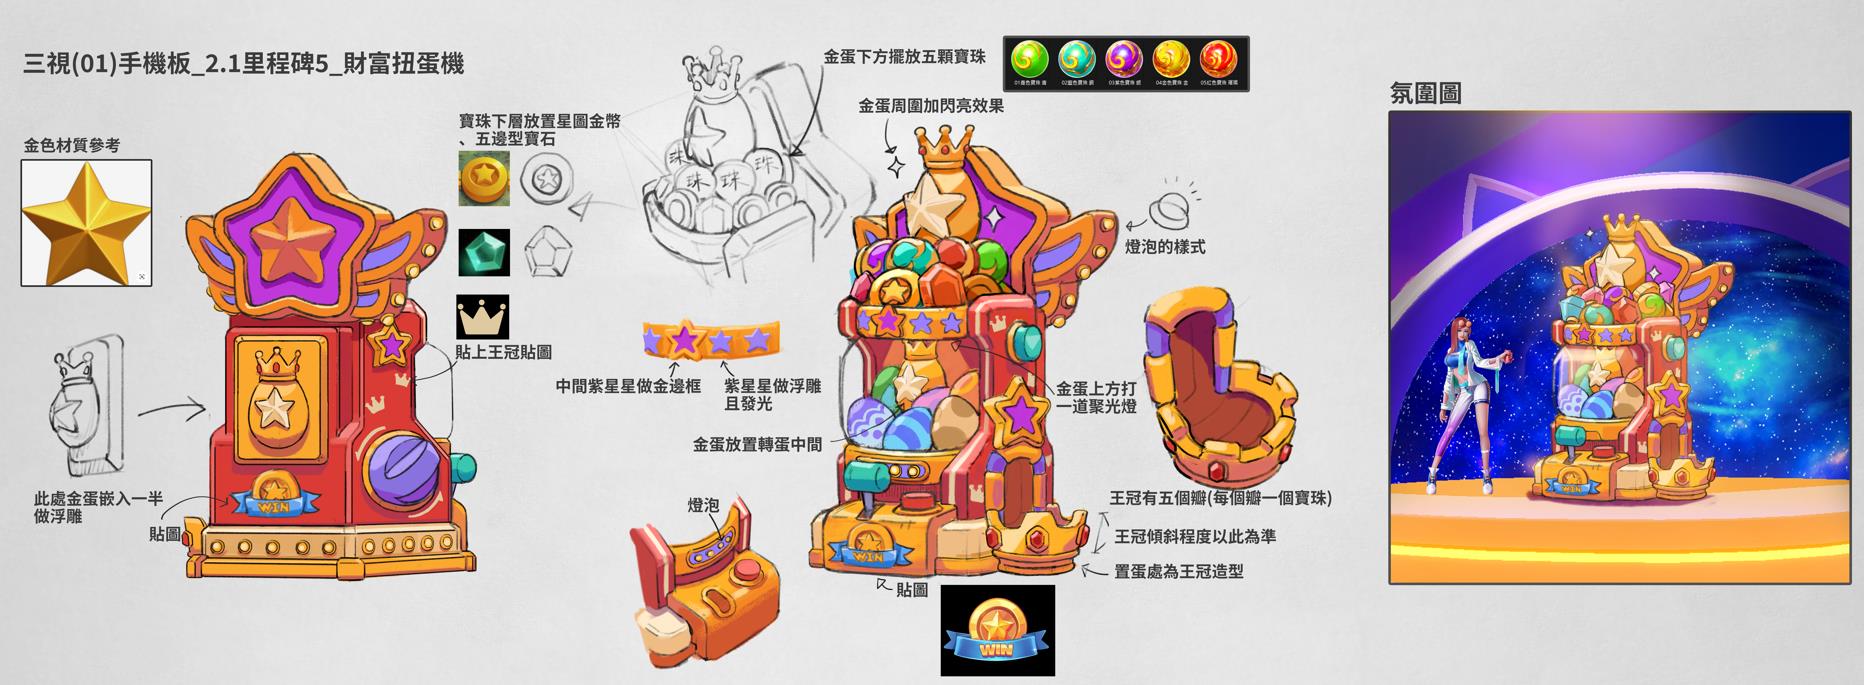 三視(01)手機板_2.1里程碑5_財富扭蛋機
金色材質參考
寶珠下層放置星圖金幣
、五邊型寶石
貼上王冠貼圖
此處金蛋嵌入一半
做浮雕
貼圖
WIN
珠
珠
珠
珠
金蛋下方擺放五顆寶珠
金蛋周圍加閃亮效果
燈泡的樣式
中間紫星星做金邊框
紫星星做浮雕
且發光
金蛋放置轉蛋中間
金蛋上方打
一道聚光燈
燈泡
WIN
王冠有五個瓣(每個瓣一個寶珠)
王冠傾斜程度以此為準
置蛋處為王冠造型
貼圖
WIN
氛圍圖
WIN